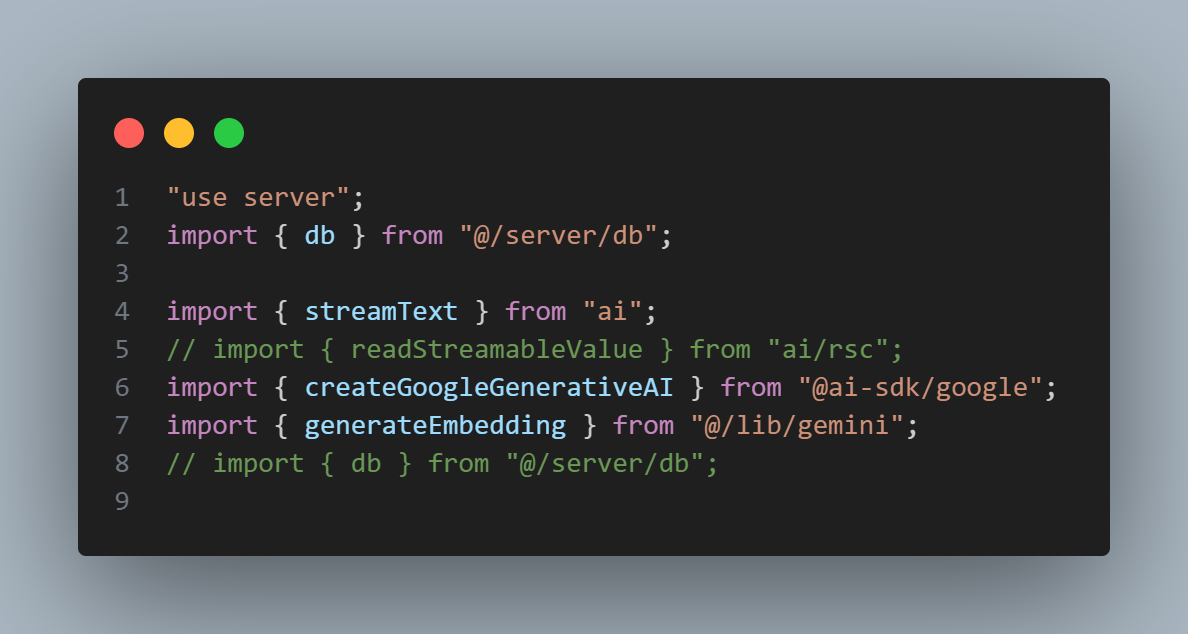 1 "use server";
2 import { db } from "@/server/db";
3
4 import { streamText } from "ai";
5 // import { readStreamableValue } from "ai/rsc";
6 import { createGoogleGenerativeAI } from "@ai-sdk/google";
7 import { generateEmbedding } from "@/lib/gemini";
8 // import { db } from "@/server/db";
9